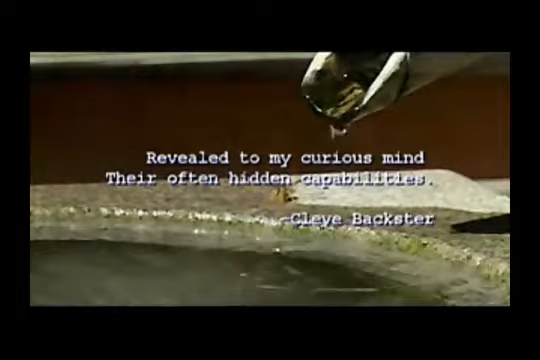 Revealed to my curious mind
Their often hidden capabilities.
-Cleve Backster